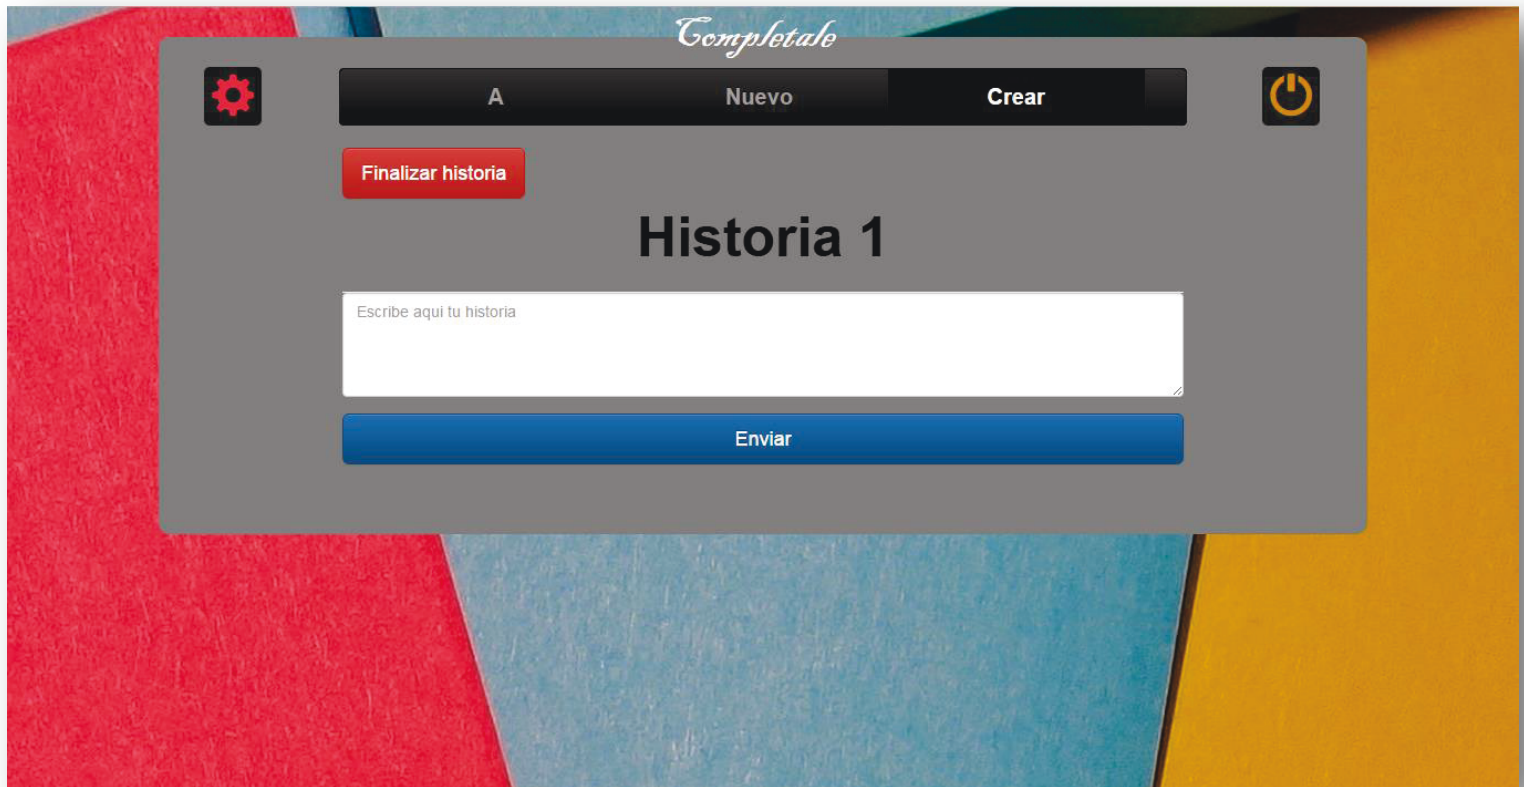 Completale
A Nuevo Crear
Finalizar historia
Historia 1
Escribe aqui tu historia
Enviar